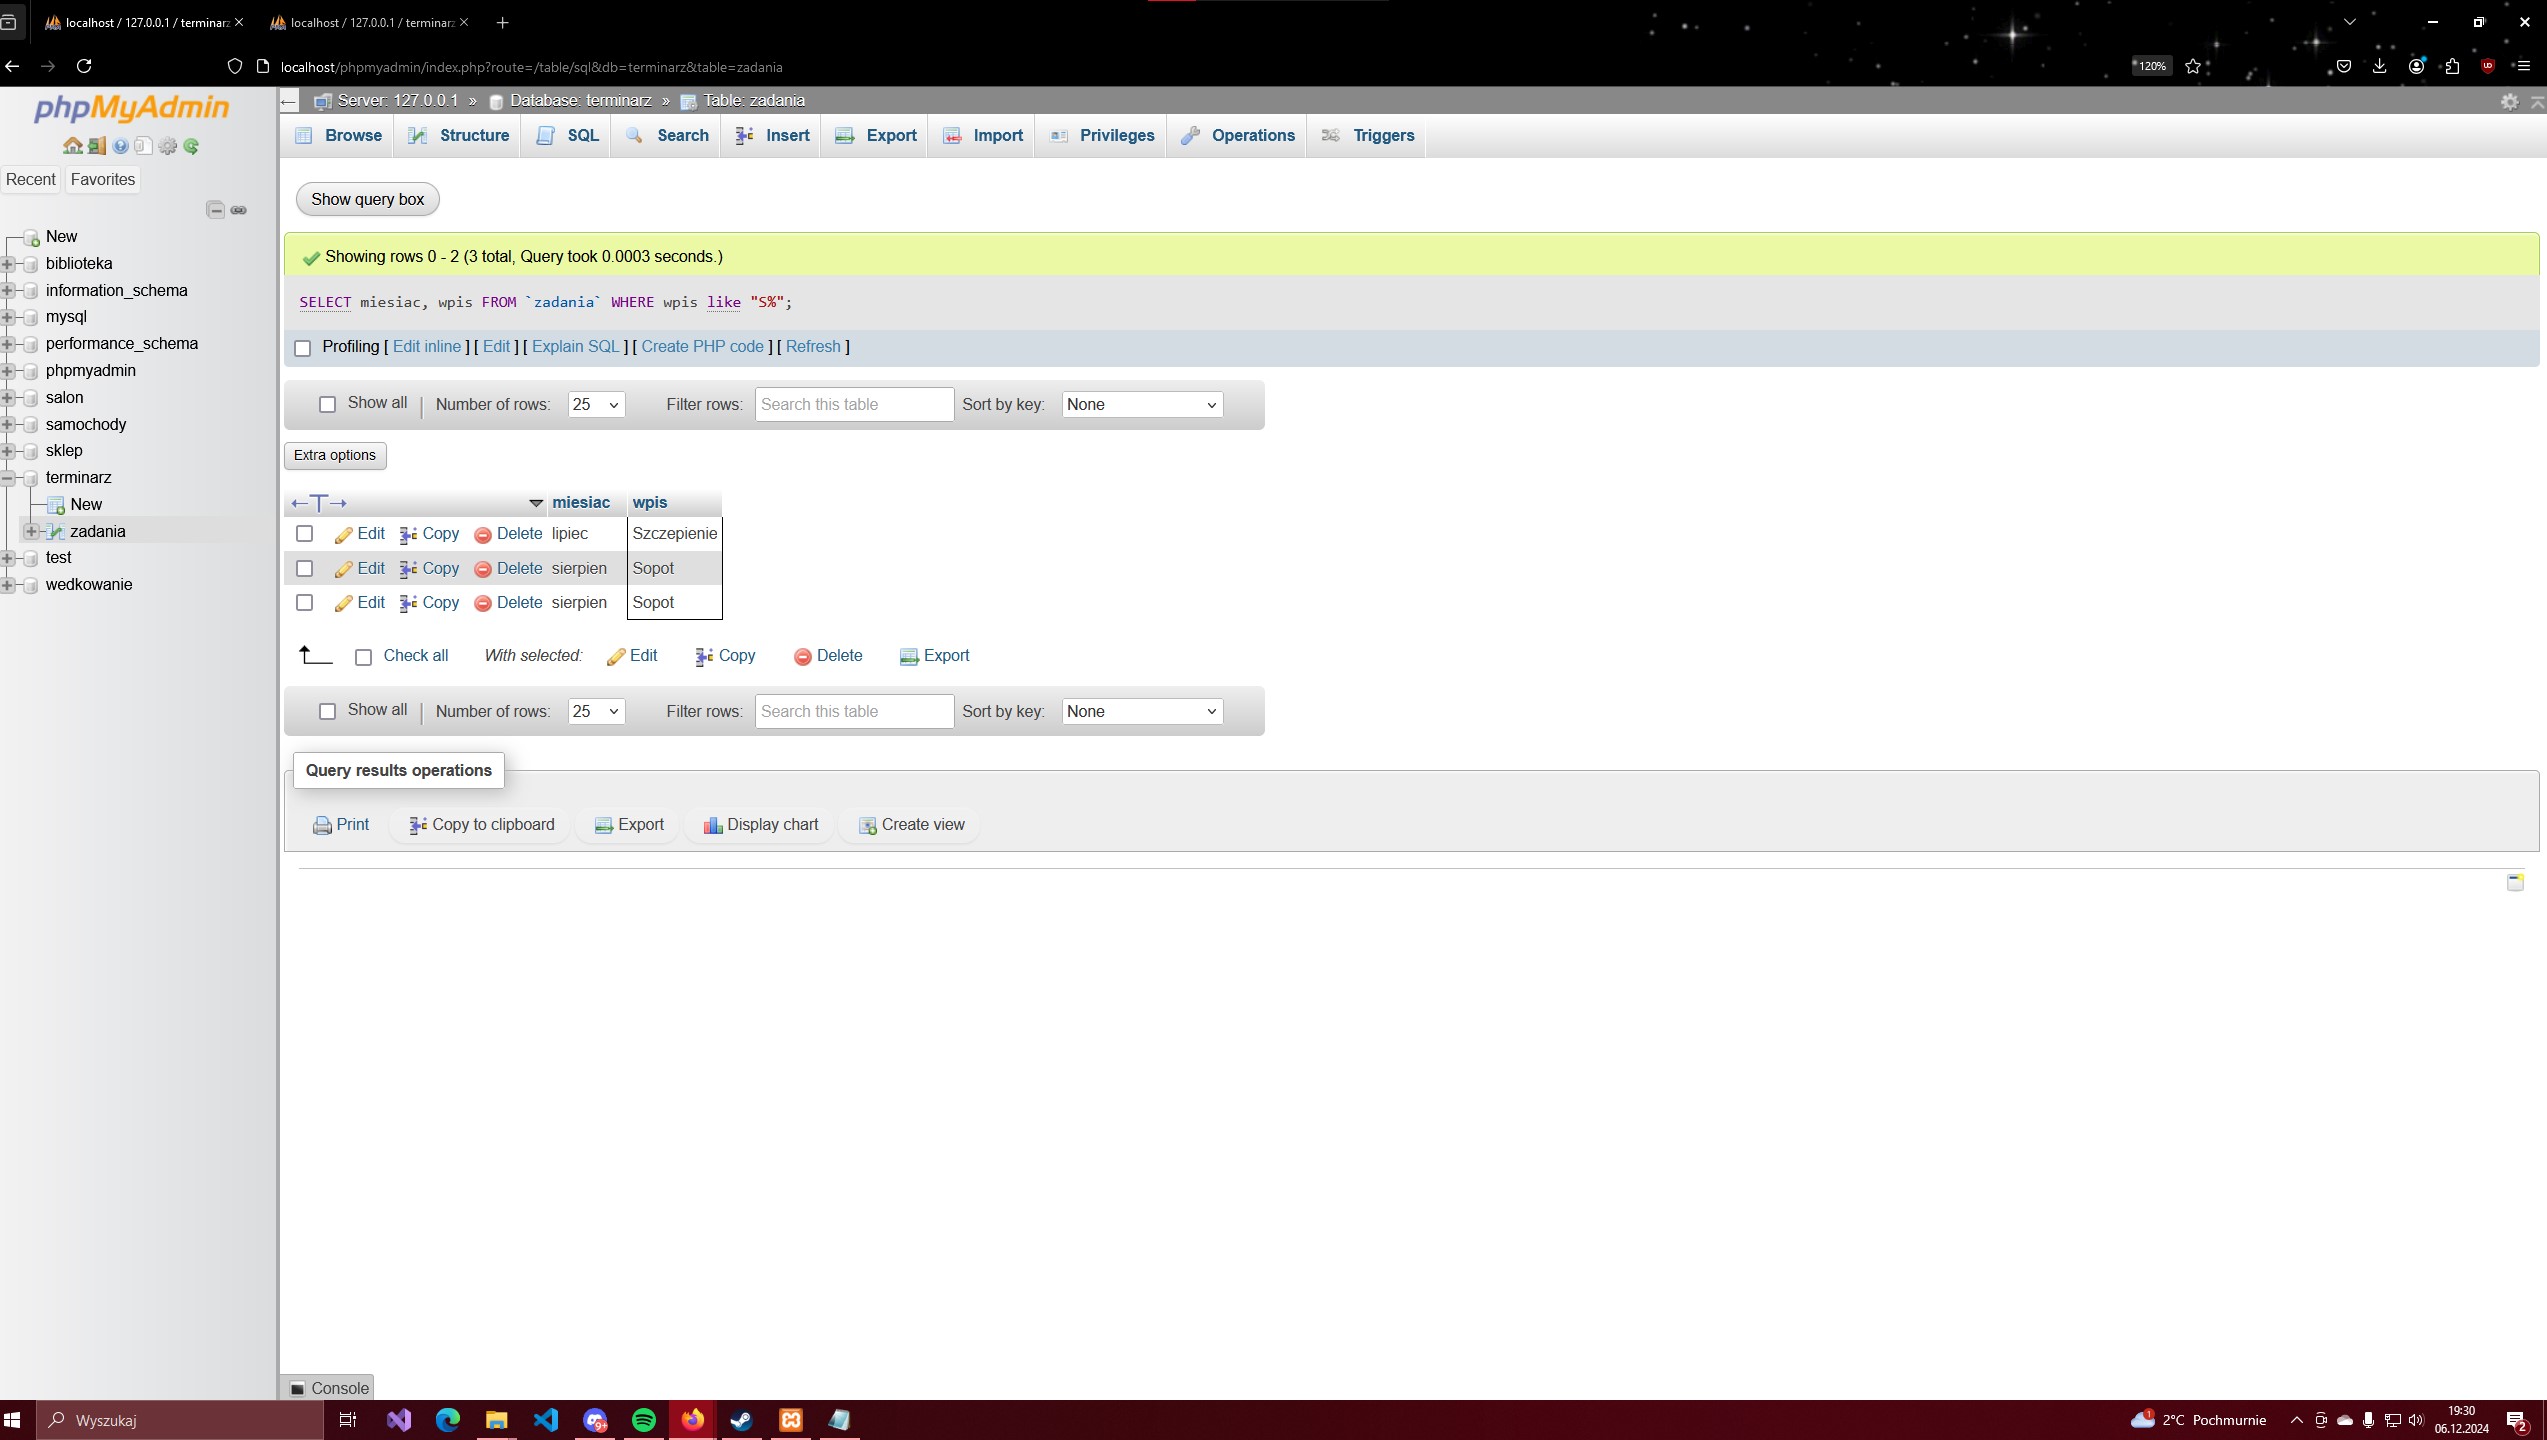 localhost / 127.0.0.1 / terminarz
localhost / 127.0.0.1 / terminarz
localhost/phpmyadmin/index.php?route=/table/sql&db=terminarz&table=zadania
120%
phpMyAdmin
Recent Favorites
New
biblioteka
information_schema
mysql
performance_schema
phpmyadmin
salon
samochody
sklep
terminarz
New
zadania
test
wedkowanie
Server: 127.0.0.1 » Database: terminarz » Table: zadania
Browse Structure SQL Search Insert Export Import Privileges Operations Triggers
Show query box
Showing rows 0 - 2 (3 total, Query took 0.0003 seconds.)
SELECT miesiac, wpis FROM `zadania` WHERE wpis like "S%";
Profiling [ Edit inline ] [ Edit ] [ Explain SQL ] [ Create PHP code ] [ Refresh ]
Show all | Number of rows: 25 Filter rows: Search this table Sort by key: None
Extra options
←T→ miesiac wpis
Edit Copy Delete lipiec Szczepienie
Edit Copy Delete sierpien Sopot
Edit Copy Delete sierpien Sopot
Check all With selected: Edit Copy Delete Export
Show all | Number of rows: 25 Filter rows: Search this table Sort by key: None
Query results operations
Print Copy to clipboard Export Display chart Create view
Console
Wyszukaj
9+
1
2°C Pochmurnie
19:30
06.12.2024
2